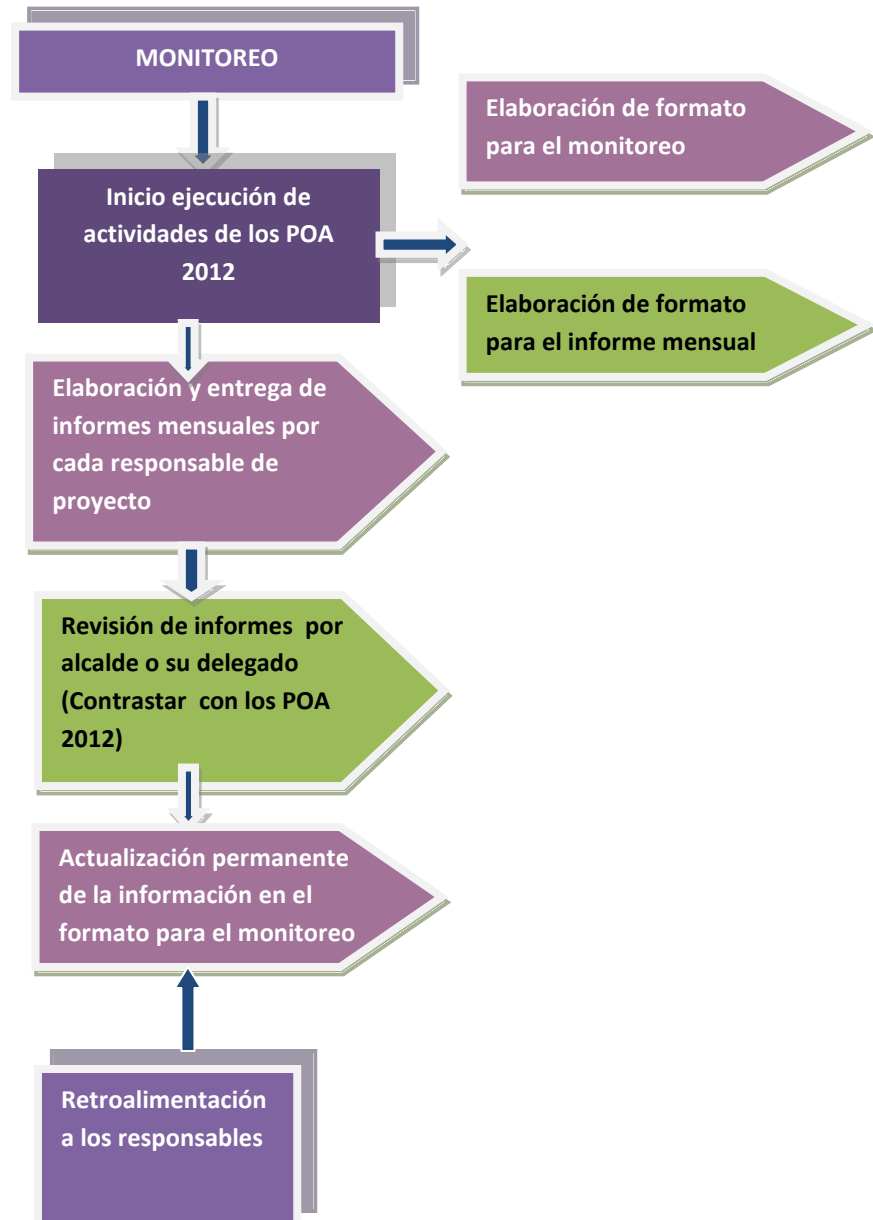 MONITOREO
Elaboración de formato
para el monitoreo
Inicio ejecución de
actividades de los POA
2012
Elaboración de formato
para el informe mensual
Elaboración y entrega de
informes mensuales por
cada responsable de
proyecto
Revisión de informes por
alcalde o su delegado
(Contrastar con los POA
2012)
Actualización permanente
de la información en el
formato para el monitoreo
Retroalimentación
a los responsables